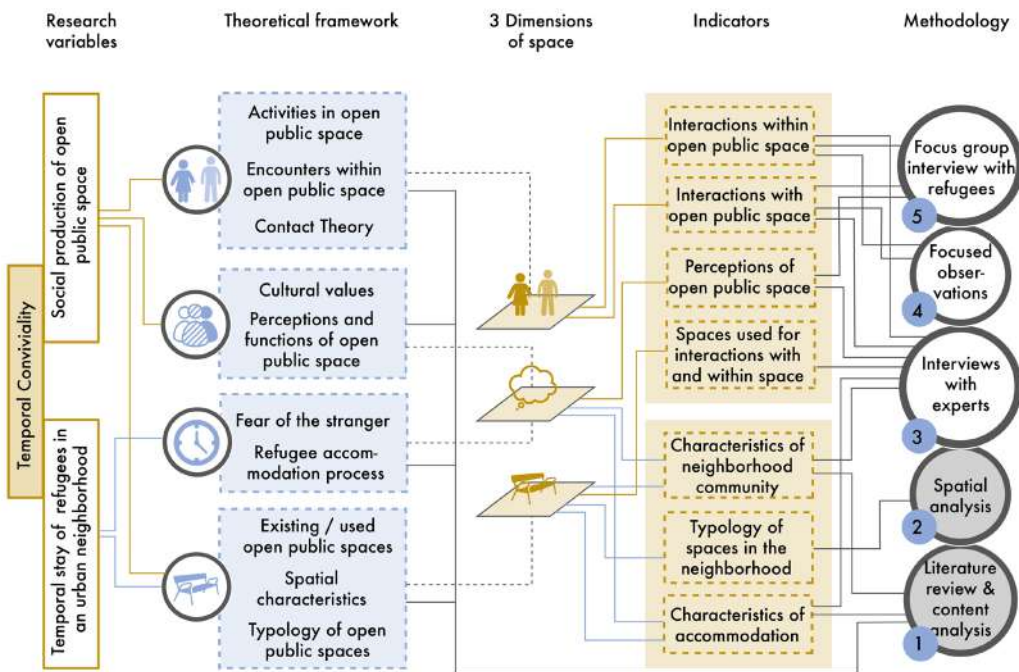 Research
variables
Theoretical framework
3 Dimensions
of space
Indicators
Methodology
Temporal Conviviality
Social production of open
public space
Temporal stay of refugees in
an urban neighborhood
Activities in open
public space
Encounters within
open public space
Contact Theory
Cultural values
Perceptions and
functions of open
public space
Fear of the stranger
Refugee accom-
modation process
Existing / used
open public spaces
Spatial
characteristics
Typology of open
public spaces
Interactions within
open public space
Interactions with
open public space
Perceptions of
open public space
Spaces used for
interactions with
and within space
Characteristics of
neighborhood
community
Typology of
spaces in the
neighborhood
Characteristics of
accommodation
Focus group
interview with
refugees
5
Focused obser-
vations
4
Interviews with
experts
3
Spatial
analysis
2
Literature
review &
content
analysis
1